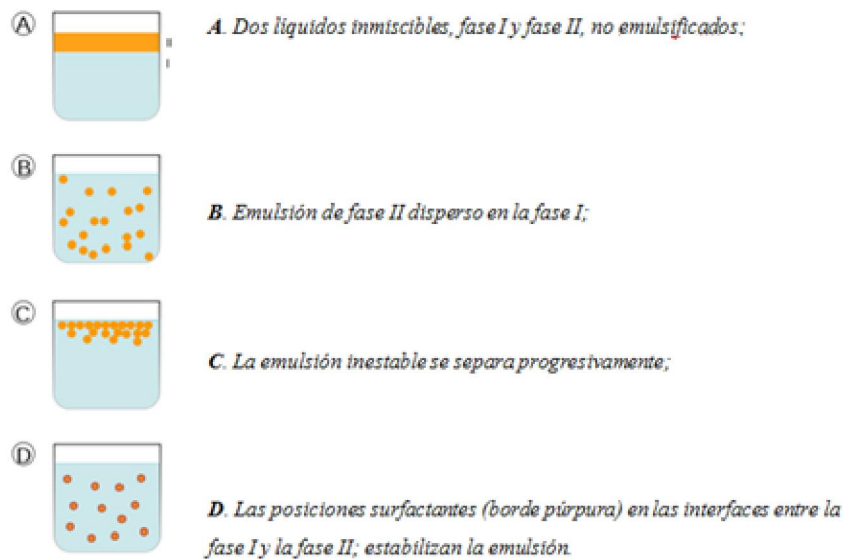 Ⓐ A. Dos líquidos inmiscibles, fase I y fase II, no emulsificados;
II
I
Ⓑ B. Emulsión de fase II disperso en la fase I;
Ⓒ C. La emulsión inestable se separa progresivamente;
Ⓓ D. Las posiciones surfactantes (borde púrpura) en las interfaces entre la
fase I y la fase II; estabilizan la emulsión.